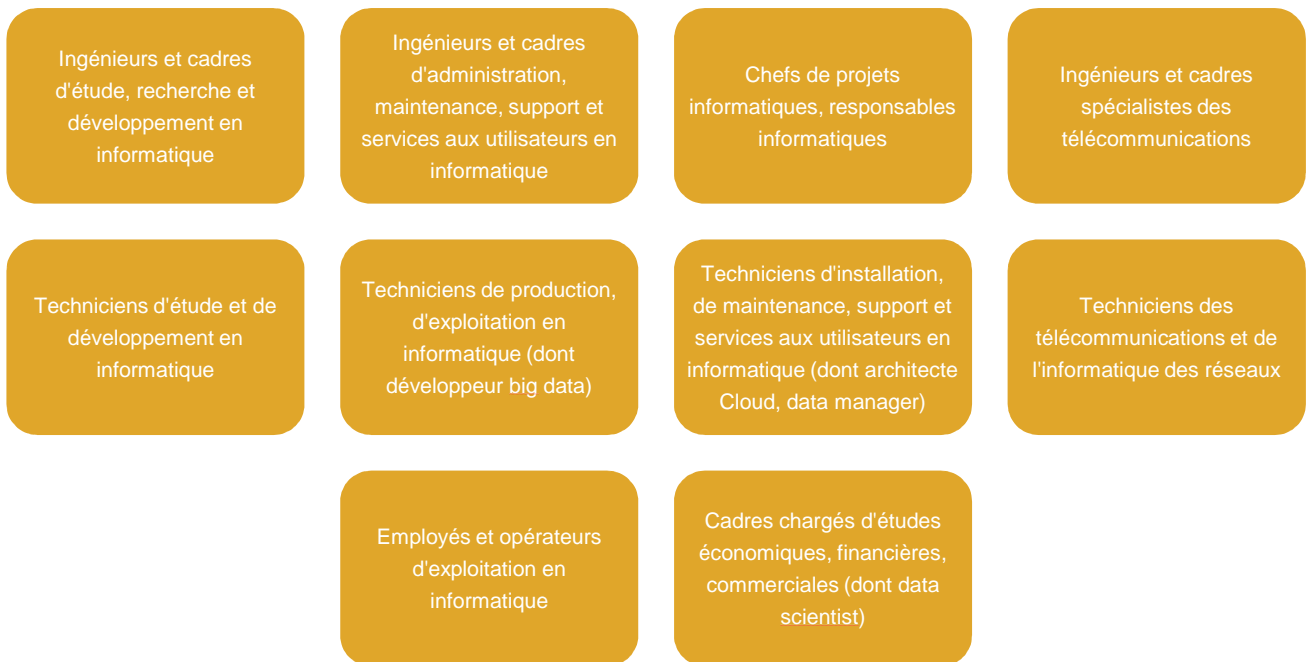 Ingénieurs et cadres
d'étude, recherche et
développement en
informatique
Ingénieurs et cadres
d'administration,
maintenance, support et
services aux utilisateurs en
informatique
Chefs de projets
informatiques, responsables
informatiques
Ingénieurs et cadres
spécialistes des
télécommunications
Techniciens d'étude et de
développement en
informatique
Techniciens de production,
d'exploitation en
informatique (dont
développeur big data)
Techniciens d'installation,
de maintenance, support et
services aux utilisateurs en
informatique (dont architecte
Cloud, data manager)
Techniciens des
télécommunications et de
l'informatique des réseaux
Employés et opérateurs
d'exploitation en
informatique
Cadres chargés d'études
économiques, financières,
commerciales (dont data
scientist)